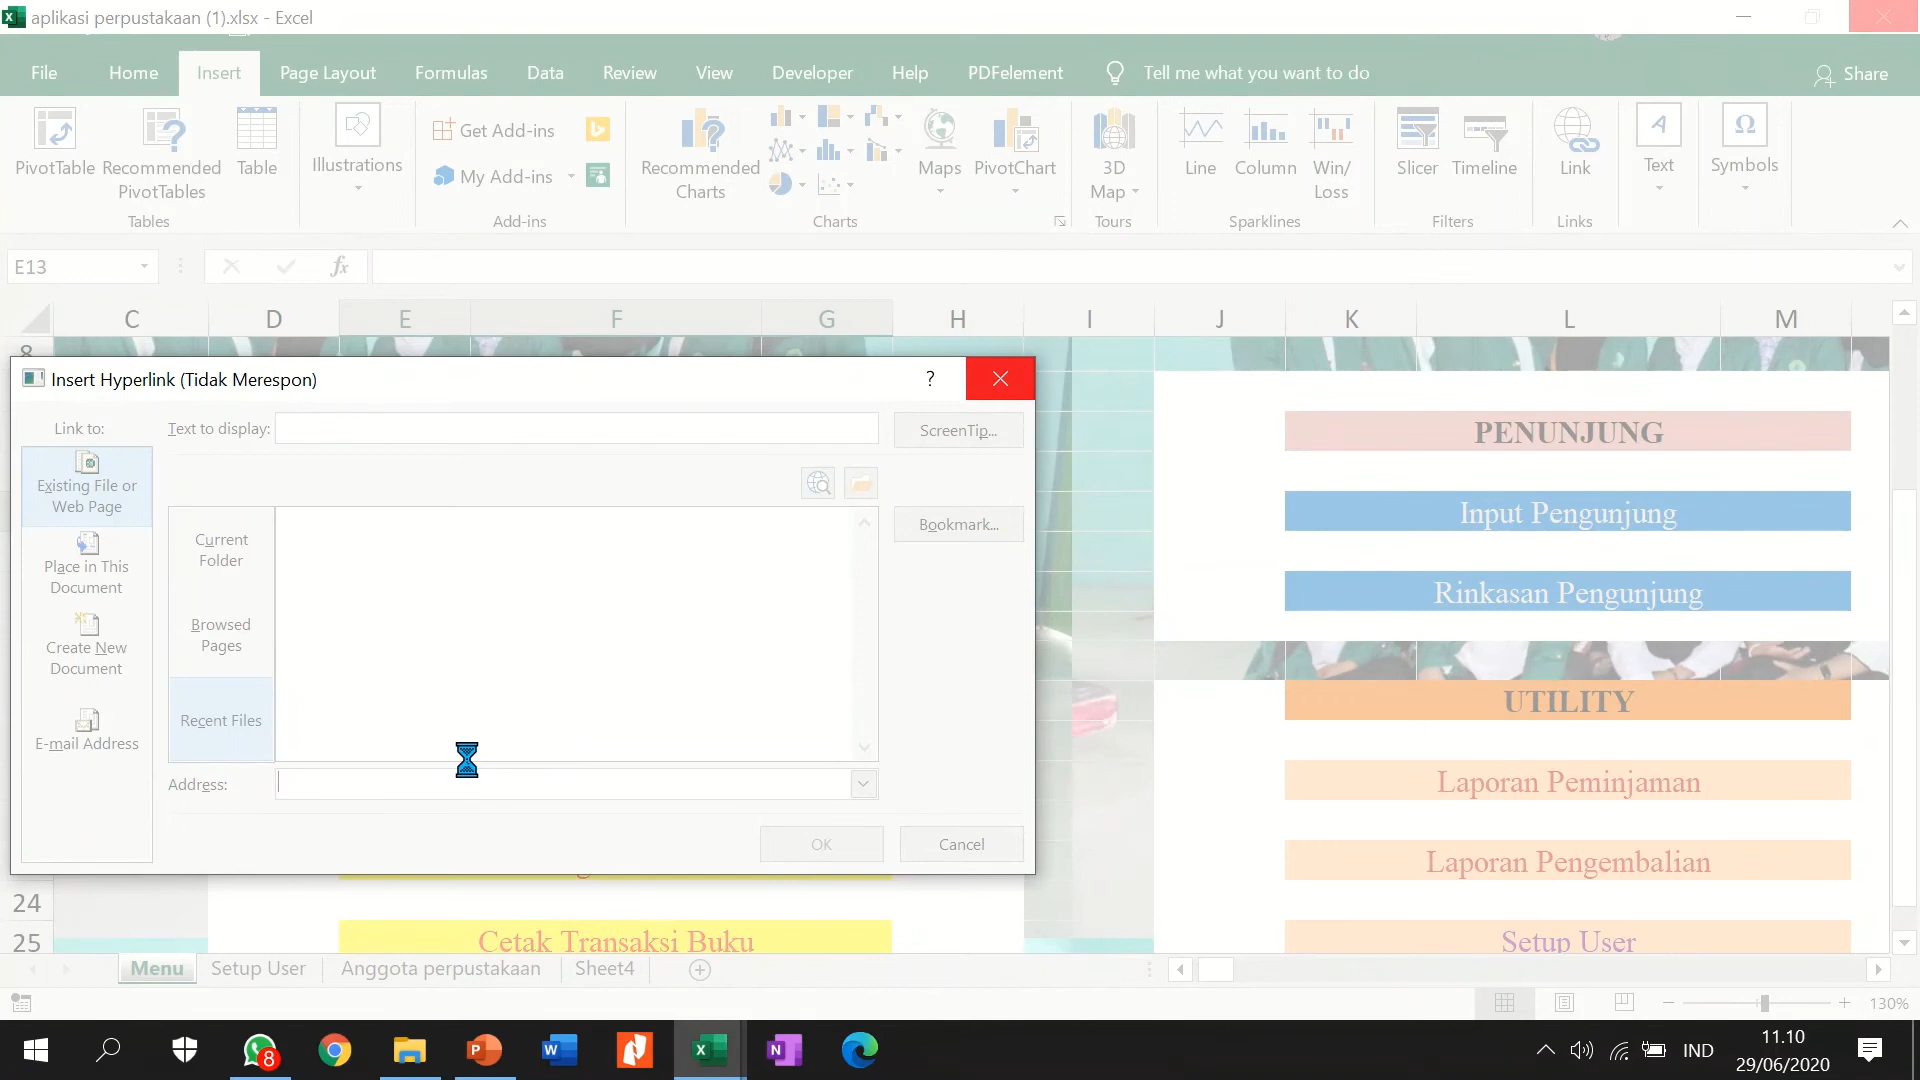 aplikasi perpustakaan (1).xlsx - Excel
File Home Insert Page Layout Formulas Data Review View Developer Help PDFelement Tell me what you want to do Share
PivotTable
Recommended PivotTables
Table
Tables
Illustrations
Get Add-ins
My Add-ins
Add-ins
Recommended Charts
Maps
PivotChart
Charts
3D Map
Tours
Line
Column
Win/Loss
Sparklines
Slicer
Timeline
Filters
Link
Links
Text
Symbols
E13
fx
C D E F G H I J K L M
8
Insert Hyperlink (Tidak Merespon)
?
Link to:
Text to display:
ScreenTip...
Existing File or Web Page
Place in This Document
Create New Document
E-mail Address
Current Folder
Browsed Pages
Recent Files
Bookmark...
Address:
OK
Cancel
PENUNJUNG
Input Pengunjung
Rinkasan Pengunjung
UTILITY
Laporan Peminjaman
Laporan Pengembalian
24
25
Cetak Transaksi Buku
Setup User
Menu
Setup User
Anggota perpustakaan
Sheet4
130%
8
IND
11.10
29/06/2020